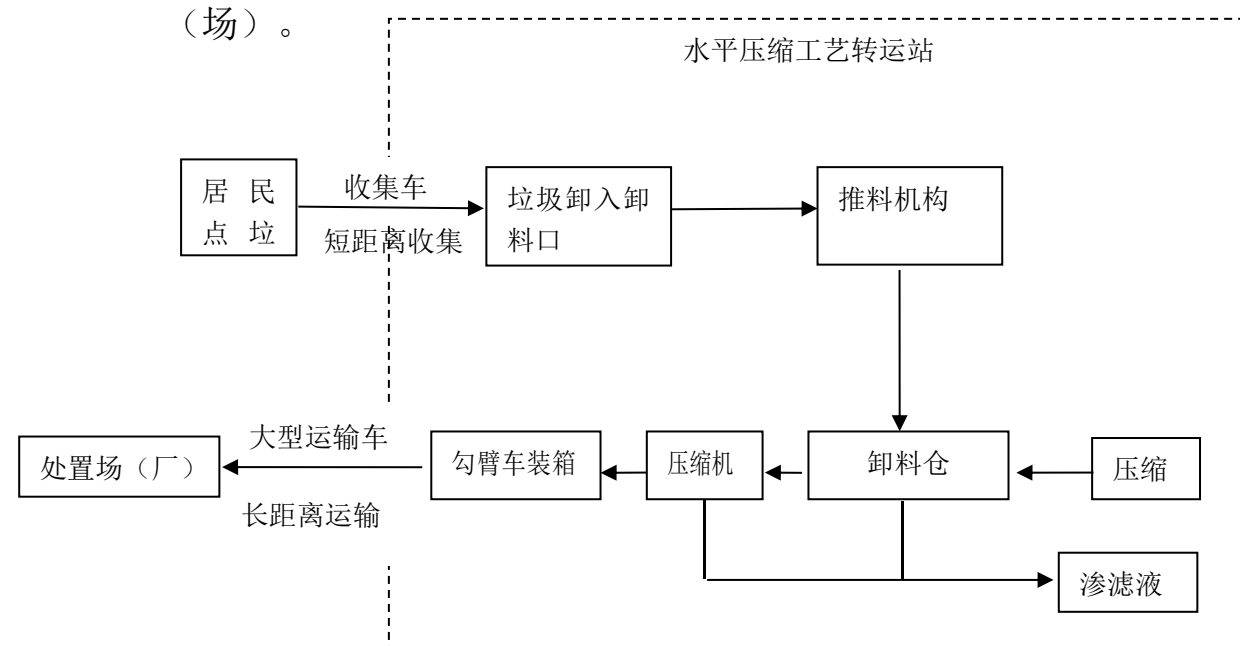 （场）。
水平压缩工艺转运站
居 民
点 垃
收集车
短距离收集
垃圾卸入卸
料口
推料机构
处置场（厂）
大型运输车
长距离运输
勾臂车装箱
压缩机
卸料仓
压缩
渗滤液